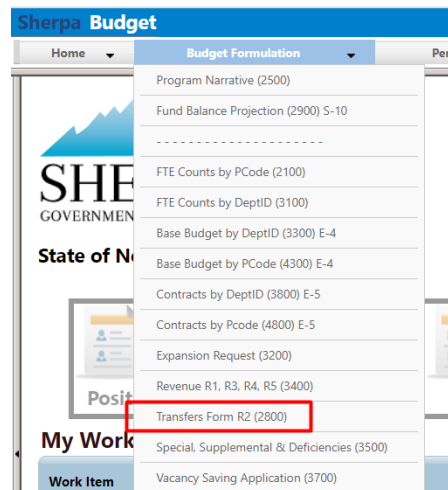 Sherpa Budget
Home
Budget Formulation
Program Narrative (2500)
Fund Balance Projection (2900) S-10
- - - - - - - - - - - - - - - - - - - - -
FTE Counts by PCode (2100)
FTE Counts by DeptID (3100)
Base Budget by DeptID (3300) E-4
Base Budget by PCode (4300) E-4
Contracts by DeptID (3800) E-5
Contracts by Pcode (4800) E-5
Expansion Request (3200)
Revenue R1, R3, R4, R5 (3400)
Transfers Form R2 (2800)
Special, Supplemental & Deficiencies (3500)
Vacancy Saving Application (3700)
SHE
GOVERNMEN
State of
Posit
My Work
Work Item